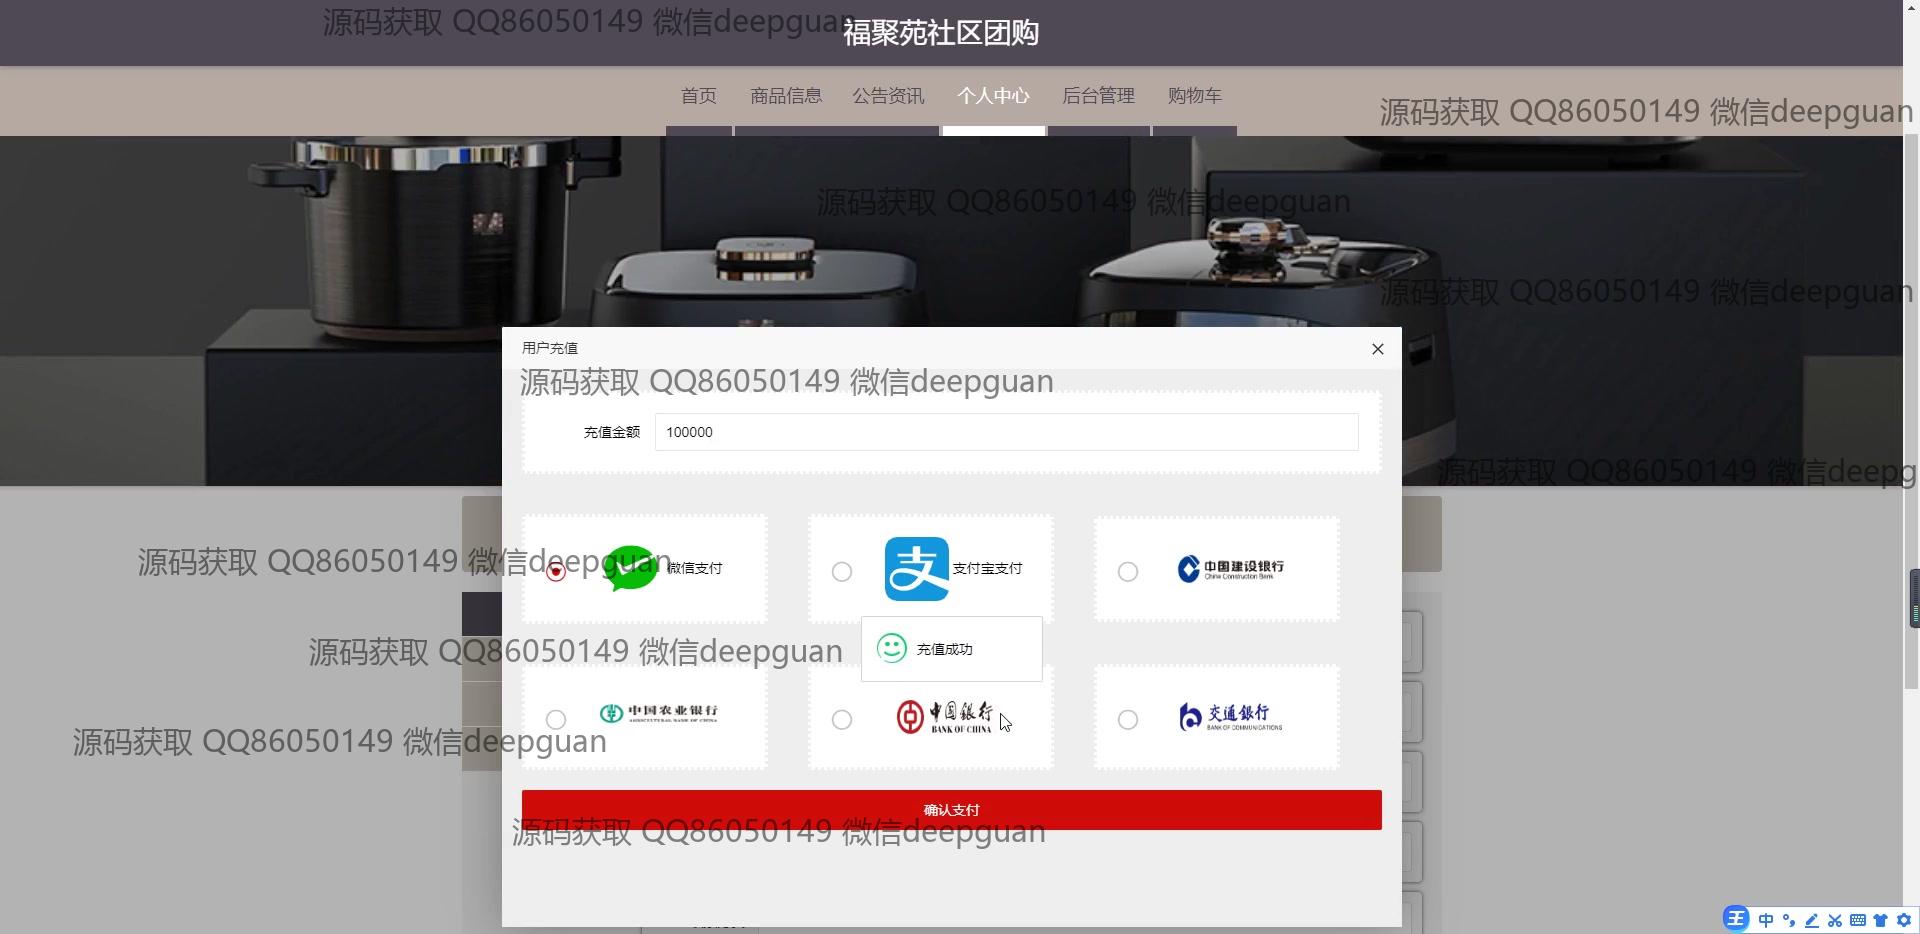 源码获取 QQ86050149 微信deepguan
福聚苑社区团购
首页 商品信息 公告资讯 个人中心 后台管理 购物车
源码获取 QQ86050149 微信deepguan
源码获取 QQ86050149 微信deepguan
源码获取 QQ86050149 微信deepguan
用户充值
源码获取 QQ86050149 微信deepguan
充值金额 100000
源码获取 QQ86050149 微信deepg
源码获取 QQ86050149 微信deepguan
微信支付
支 支付宝支付
中国建设银行
China Construction Bank
源码获取 QQ86050149 微信deepguan
充值成功
中国农业银行
AGRICULTURAL BANK OF CHINA
中国银行
BANK OF CHINA
交通銀行
BANK OF COMMUNICATIONS
源码获取 QQ86050149 微信deepguan
确认支付
源码获取 QQ86050149 微信deepguan
王 中